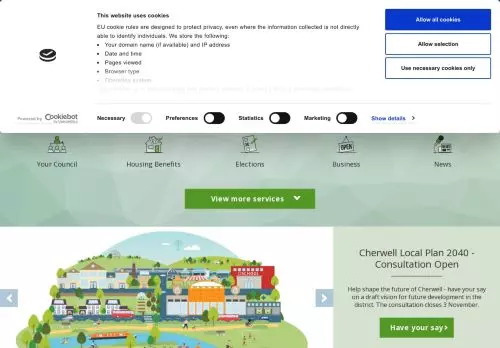 This website uses cookies
EU cookie rules are designed to protect privacy, even where the information collected is not directly
able to identify individuals. We store the following:
• Your domain name (if available) and IP address
• Date and time
• Pages viewed
• Browser type
• Operating system
Allow all cookies
Allow selection
Use necessary cookies only
Powered by Cookiebot
by Usercentrics
Necessary
Preferences
Statistics
Marketing
Show details
Your Council
Housing Benefits
Elections
Business
News
View more services
SCHOOL
Cherwell Local Plan 2040 -
Consultation Open
Help shape the future of Cherwell - have your say
on a draft vision for future development in the
district. The consultation closes 3 November.
Have your say